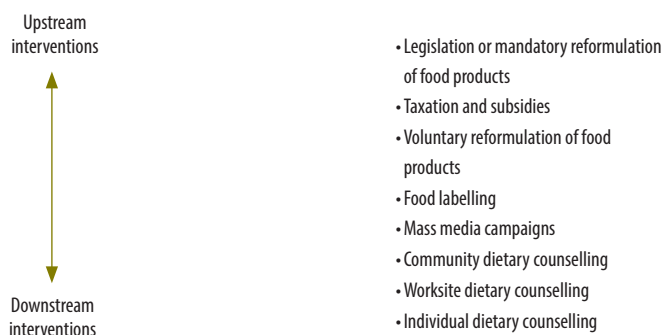 Upstream
interventions
• Legislation or mandatory reformulation
of food products
• Taxation and subsidies
• Voluntary reformulation of food
products
• Food labelling
• Mass media campaigns
• Community dietary counselling
• Worksite dietary counselling
• Individual dietary counselling
Downstream
interventions